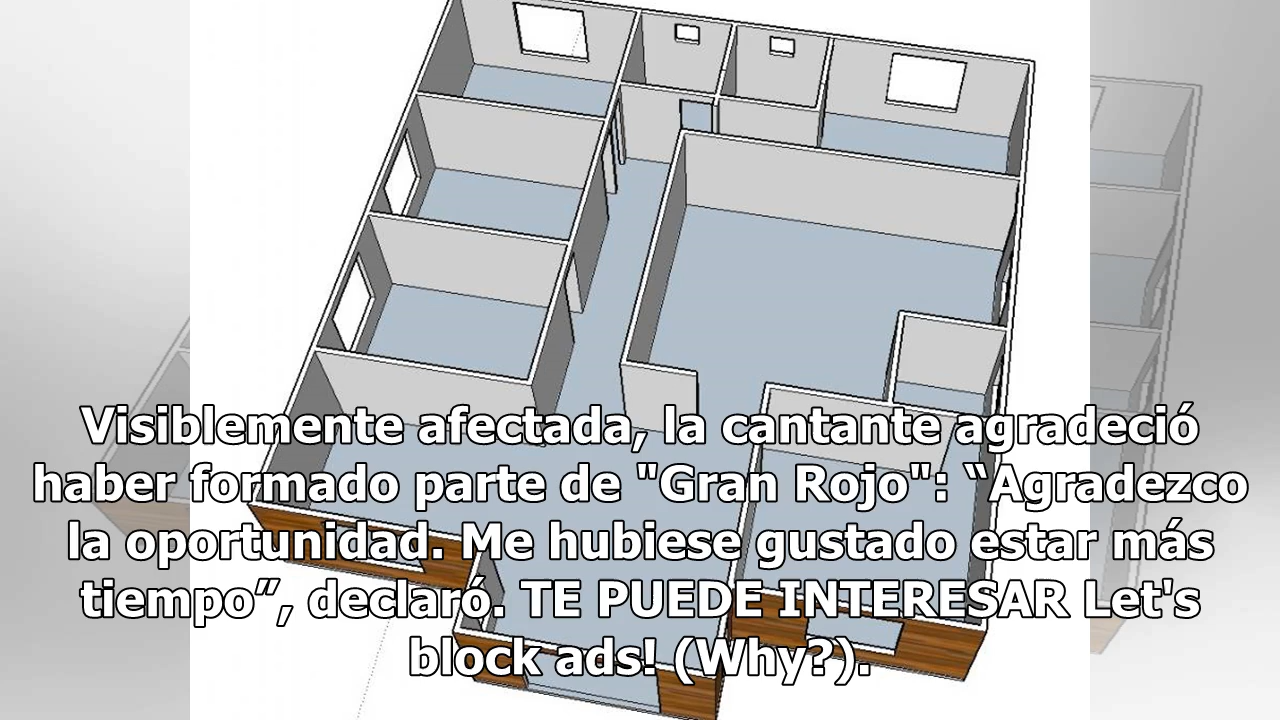 Visiblemente afectada, la cantante agradeció
haber formado parte de "Gran Rojo": “Agradezco
la oportunidad. Me hubiese gustado estar más
tiempo”, declaró. TE PUEDE INTERESAR Let's
block ads! (Why?).